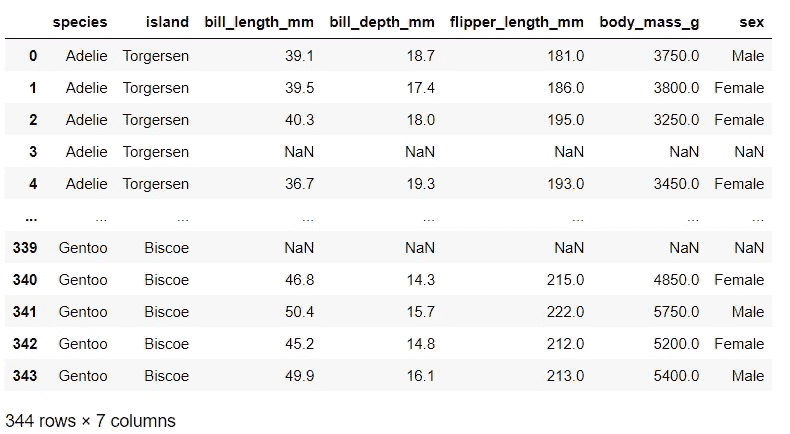 species island bill_length_mm bill_depth_mm flipper_length_mm body_mass_g sex
0 Adelie Torgersen 39.1 18.7 181.0 3750.0 Male
1 Adelie Torgersen 39.5 17.4 186.0 3800.0 Female
2 Adelie Torgersen 40.3 18.0 195.0 3250.0 Female
3 Adelie Torgersen NaN NaN NaN NaN NaN
4 Adelie Torgersen 36.7 19.3 193.0 3450.0 Female
... ... ... ... ... ... ... ...
339 Gentoo Biscoe NaN NaN NaN NaN NaN
340 Gentoo Biscoe 46.8 14.3 215.0 4850.0 Female
341 Gentoo Biscoe 50.4 15.7 222.0 5750.0 Male
342 Gentoo Biscoe 45.2 14.8 212.0 5200.0 Female
343 Gentoo Biscoe 49.9 16.1 213.0 5400.0 Male
344 rows × 7 columns